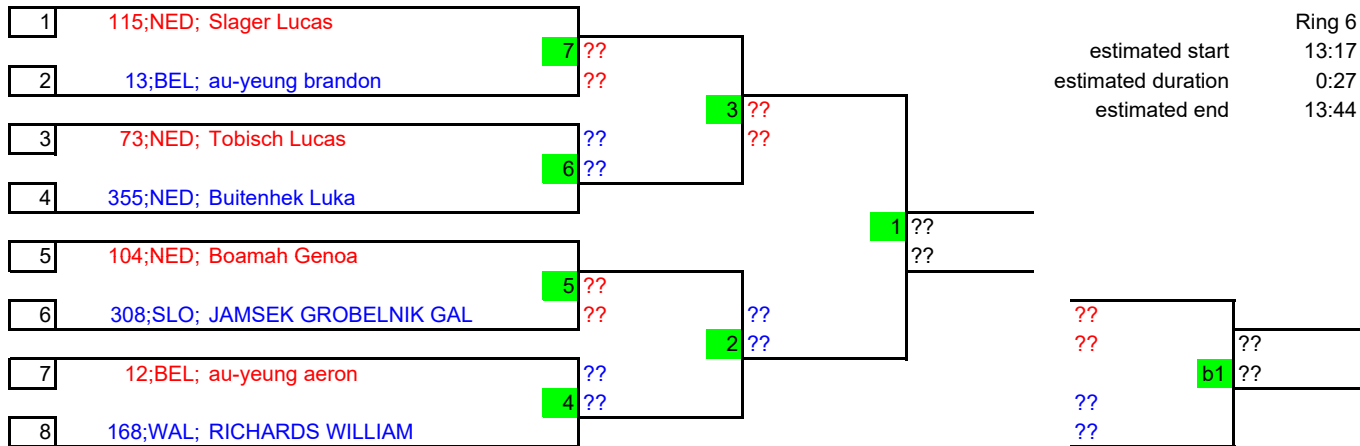 1 115;NED; Slager Lucas
Ring 6
7 ??
estimated start 13:17
2 13;BEL; au-yeung brandon
??
estimated duration 0:27
3 ??
estimated end 13:44
3 73;NED; Tobisch Lucas
??
??
6 ??
4 355;NED; Buitenhek Luka
1 ??
5 104;NED; Boamah Genoa
??
5 ??
6 308;SLO; JAMSEK GROBELNIK GAL
??
??
??
2 ??
??
??
7 12;BEL; au-yeung aeron
??
b1 ??
4 ??
??
8 168;WAL; RICHARDS WILLIAM
??